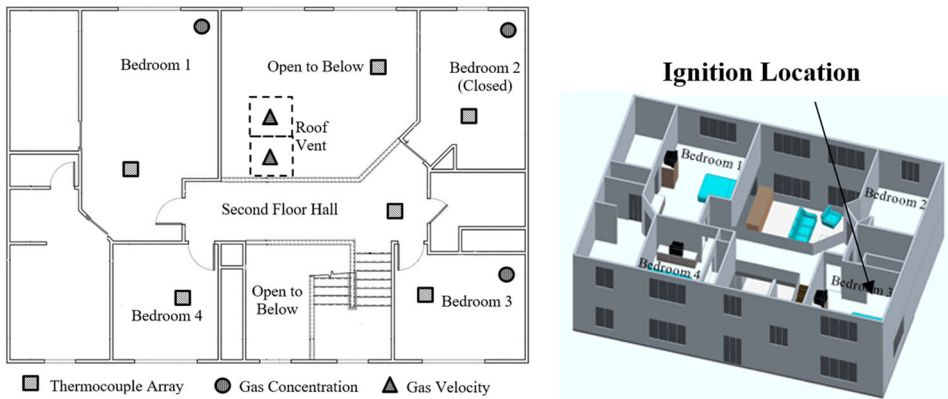 Bedroom 1
Open to Below
Bedroom 2
(Closed)
Roof
Vent
Second Floor Hall
Open to
Below
Bedroom 3
Bedroom 4
Thermocouple Array
Gas Concentration
Gas Velocity
Ignition Location
Bedroom 1
Bedroom 2
Bedroom 4
Bedroom 3